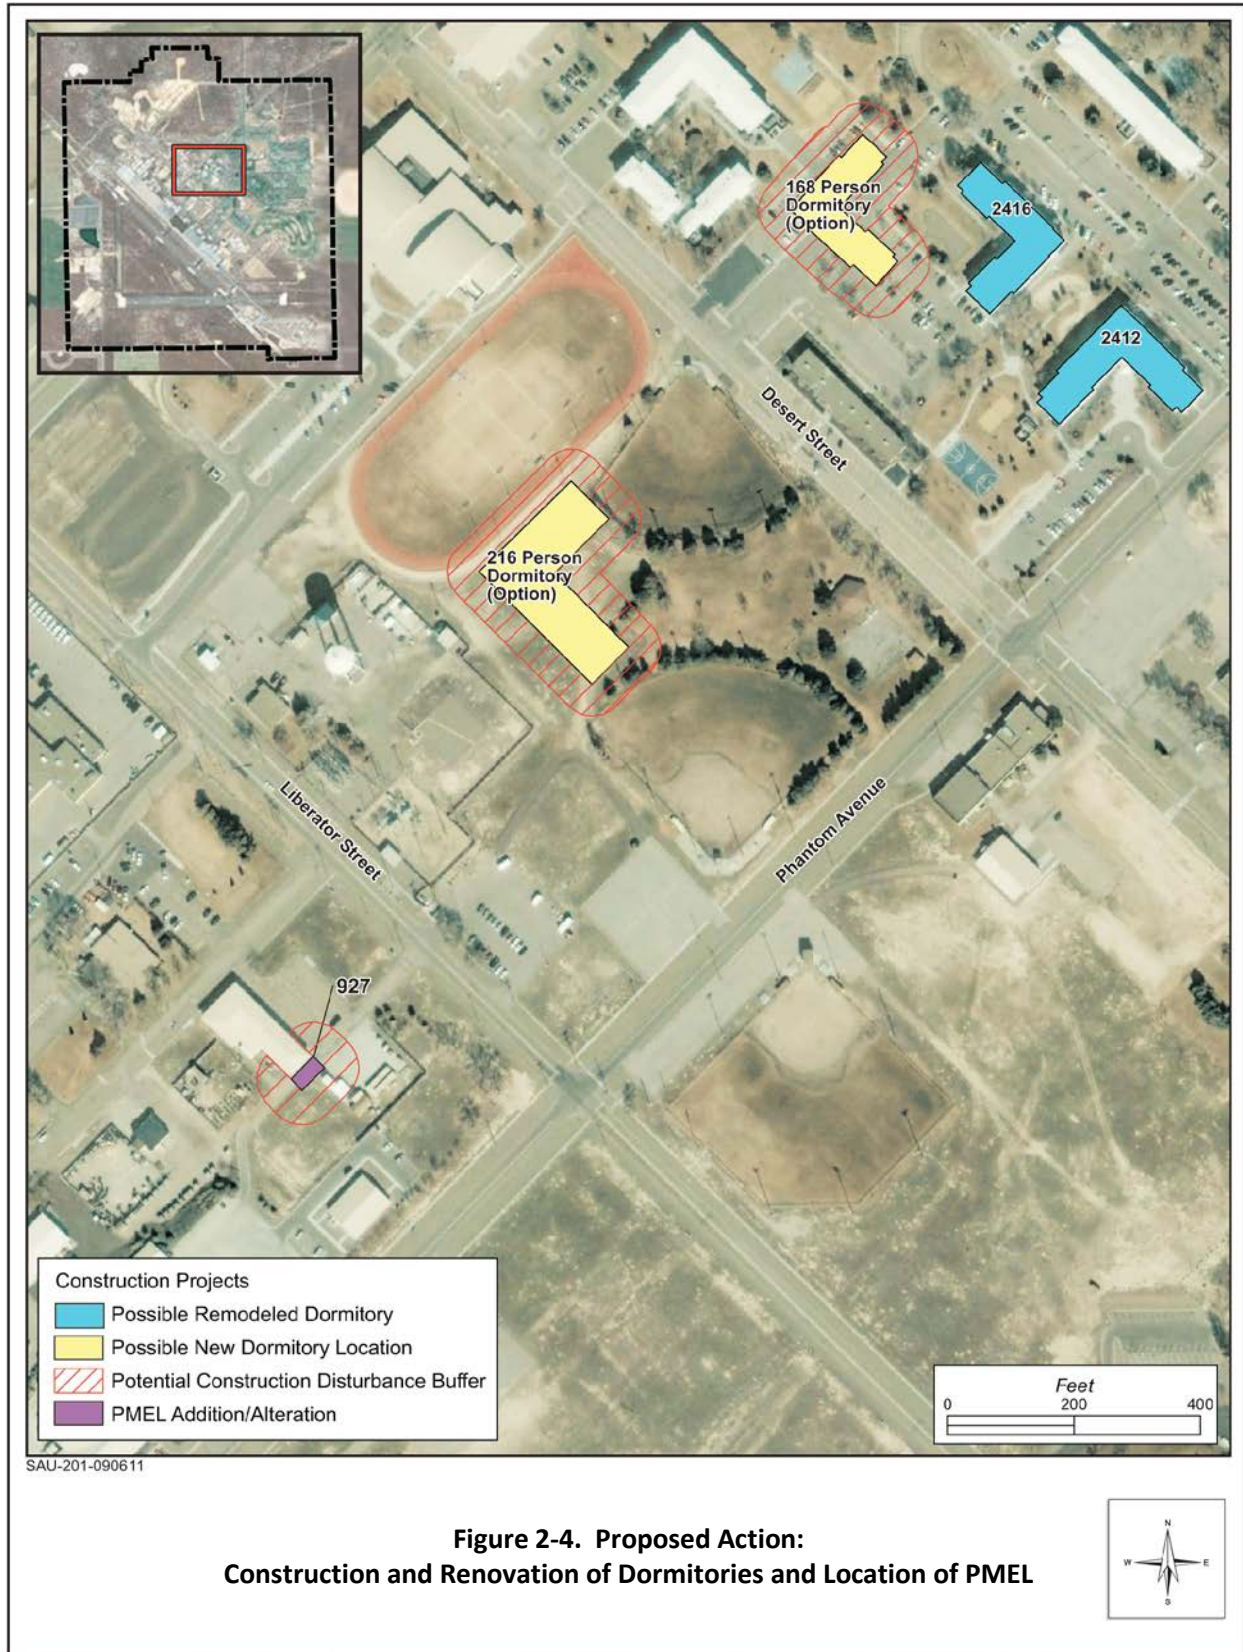 168 Person
Dormitory
(Option)
2416
2412
Desert Street
216 Person
Dormitory
(Option)
Liberator Street
Phantom Avenue
927
Construction Projects
Possible Remodeled Dormitory
Possible New Dormitory Location
Potential Construction Disturbance Buffer
PMEL Addition/Alteration
Feet
0 200 400
SAU-201-090611
Figure 2-4. Proposed Action:
Construction and Renovation of Dormitories and Location of PMEL
N
W E
S